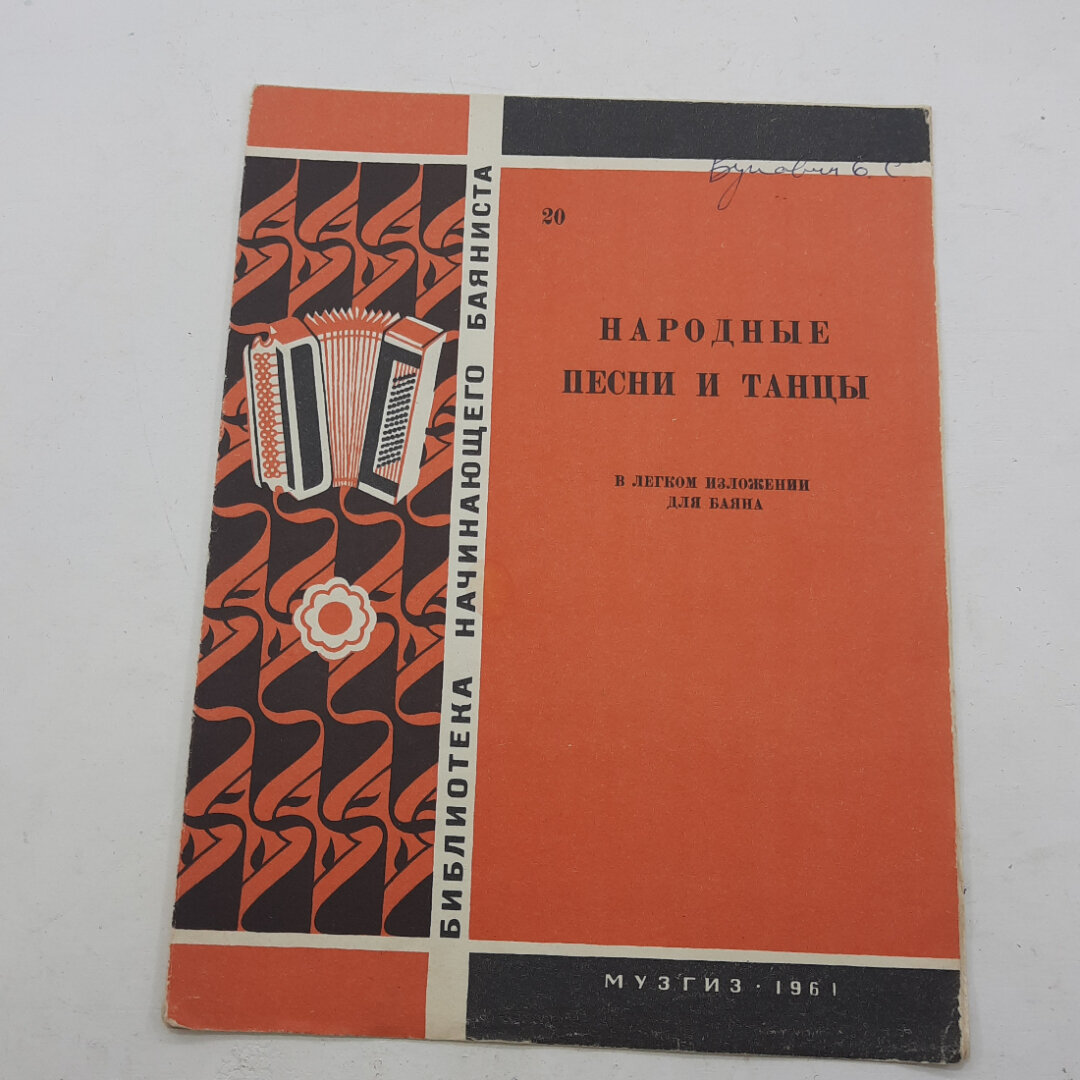 20
НАРОДНЫЕ
ПЕСНИ И ТАНЦЫ
В ЛЕГКОМ ИЗЛОЖЕНИИ
ДЛЯ БАЯНА
БИБЛИОТЕКА НАЧИНАЮЩЕГО БАЯНИСТА
МУЗГИЗ · 1961